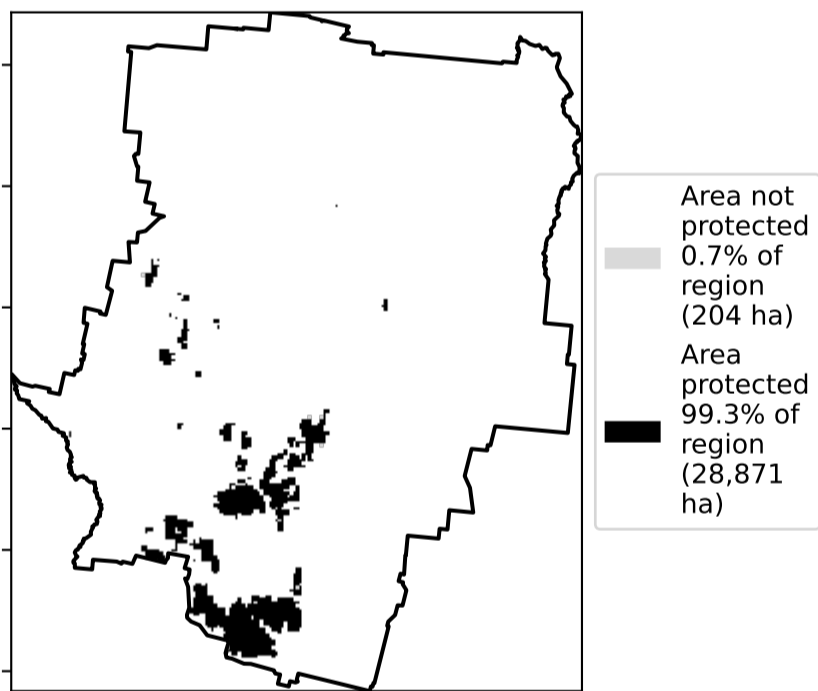 Area not
protected
0.7% of
region
(204 ha)
Area
protected
99.3% of
region
(28,871
ha)